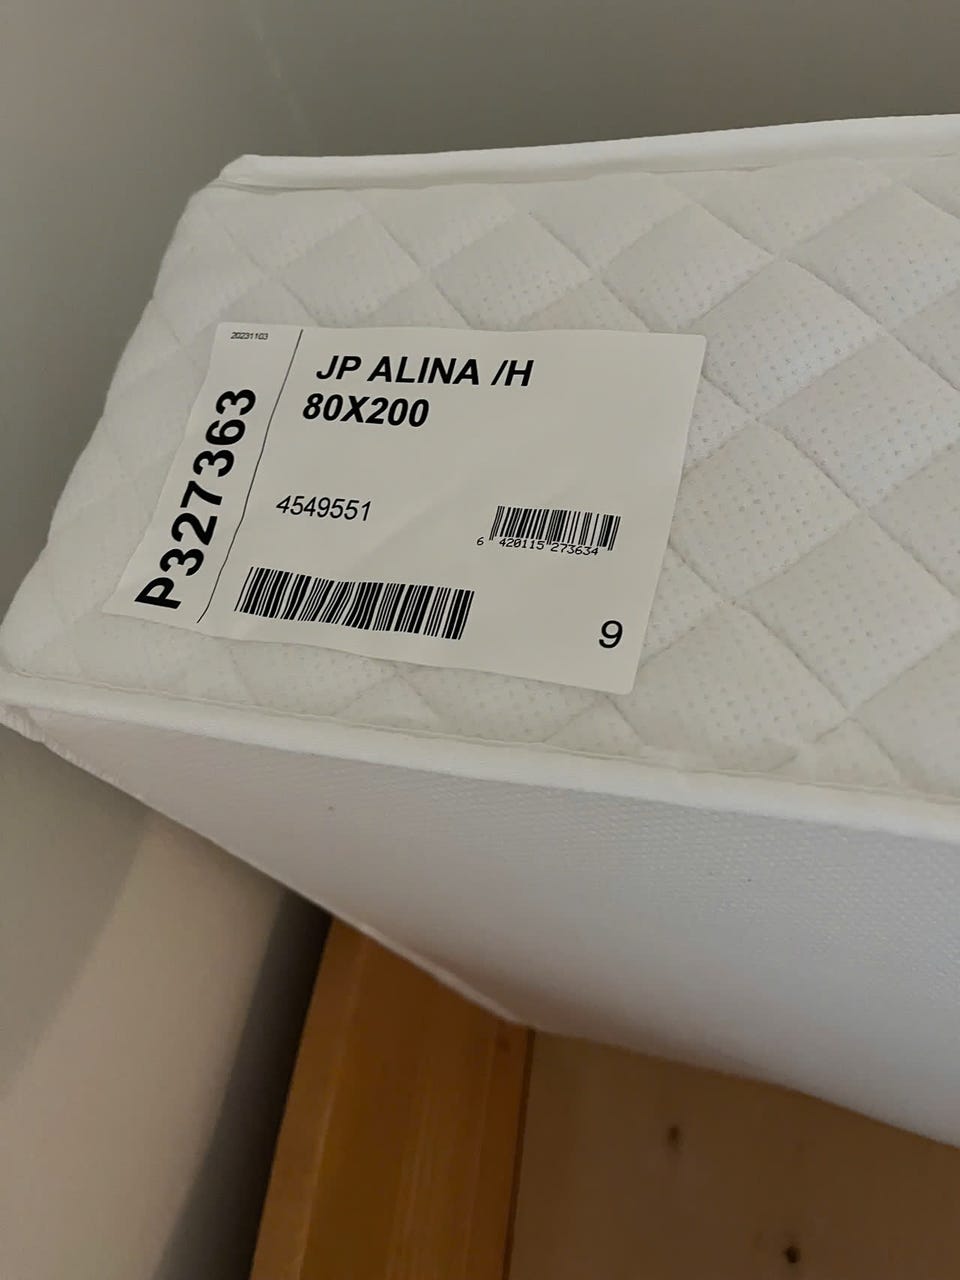 20231103
P327363
JP ALINA /H
80X200
4549551
6 420115 273634
9